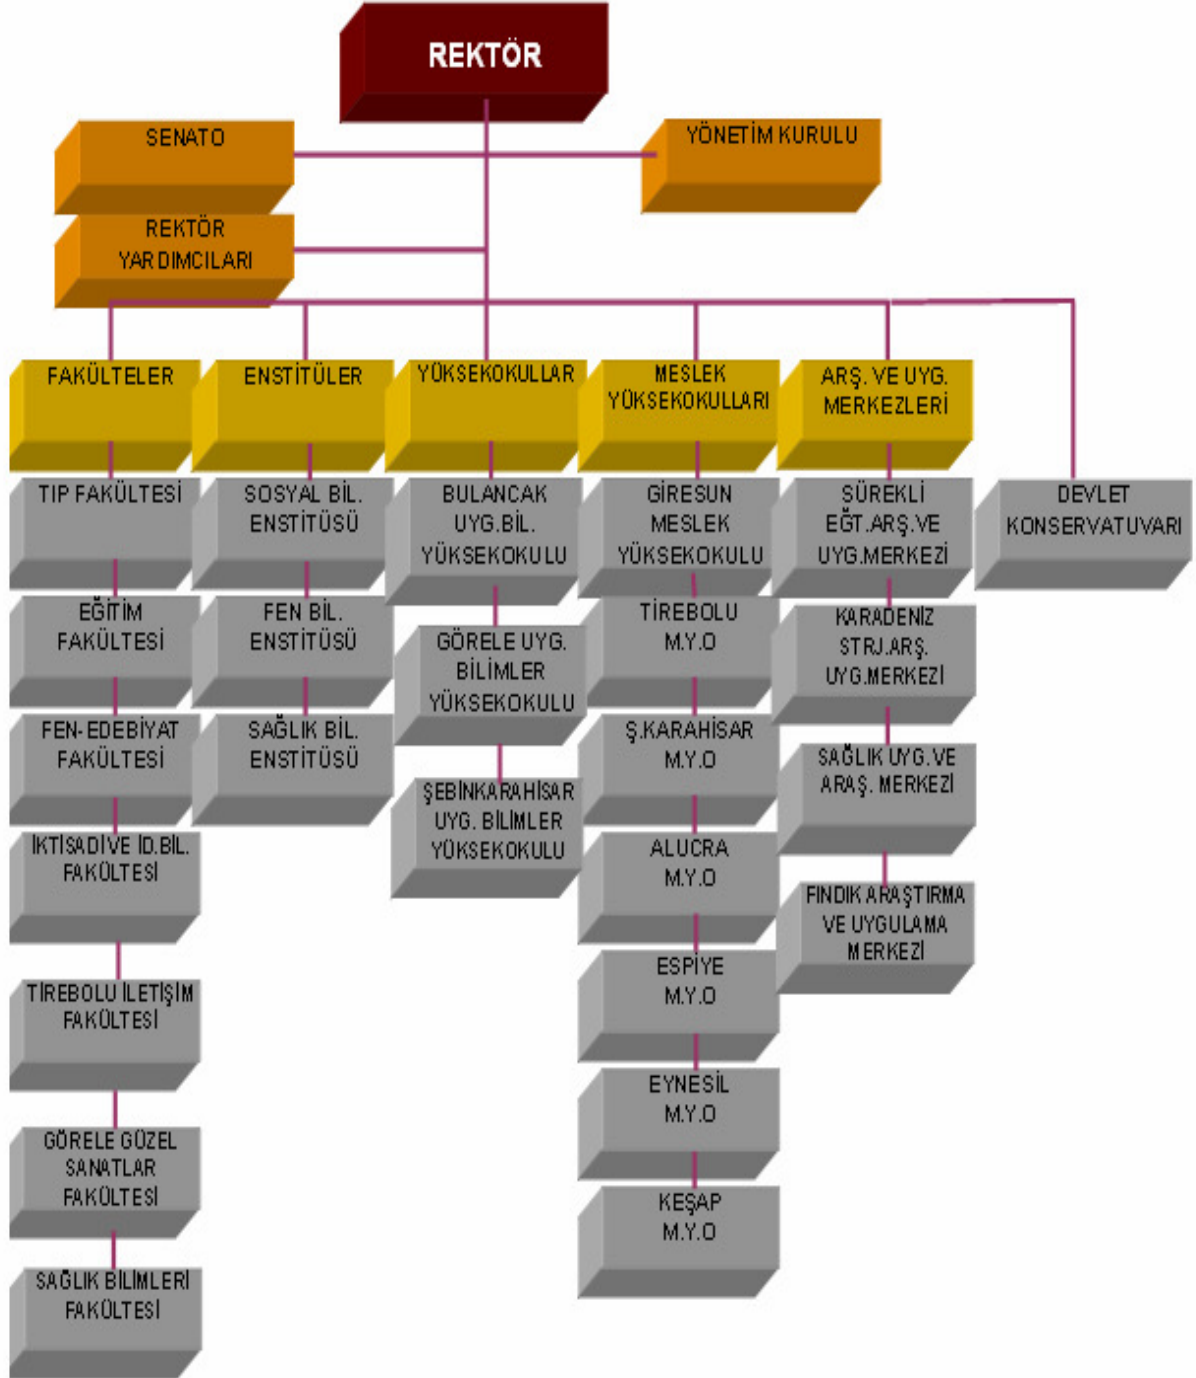 REKTÖR
SENATO
YÖNETİM KURULU
REKTÖR
YARDIMCILARI
FAKÜLTELER
ENSTİTÜLER
YÜKSEKOKULLAR
MESLEK
YÜKSEKOKULLARI
ARŞ. VE UYG.
MERKEZLERİ
TIP FAKÜLTESİ
EĞİTİM
FAKÜLTESİ
FEN-EDEBİYAT
FAKÜLTESİ
İKTİSADİ VE İD.BİL.
FAKÜLTESİ
TİREBOLU İLETİŞİM
FAKÜLTESİ
GÖRELE GÜZEL
SANATLAR
FAKÜLTESİ
SAĞLIK BİLİMLERİ
FAKÜLTESİ
SOSYAL BİL.
ENSTİTÜSÜ
FEN BİL.
ENSTİTÜSÜ
SAĞLIK BİL.
ENSTİTÜSÜ
BULANCAK
UYG.BİL.
YÜKSEKOKULU
GÖRELE UYG.
BİLİMLER
YÜKSEKOKULU
ŞEBİNKARAHİSAR
UYG. BİLİMLER
YÜKSEKOKULU
GİRESUN
MESLEK
YÜKSEKOKULU
TİREBOLU
M.Y.O
Ş.KARAHİSAR
M.Y.O
ALUCRA
M.Y.O
ESPİYE
M.Y.O
EYNESİL
M.Y.O
KEŞAP
M.Y.O
SÜREKLİ
EĞT.ARŞ.VE
UYG.MERKEZİ
KARADENİZ
STRJ.ARŞ.
UYG.MERKEZİ
SAĞLIK UYG. VE
ARAŞ. MERKEZİ
FINDIK ARAŞTIRMA
VE UYGULAMA
MERKEZİ
DEVLET
KONSERVATUVARI